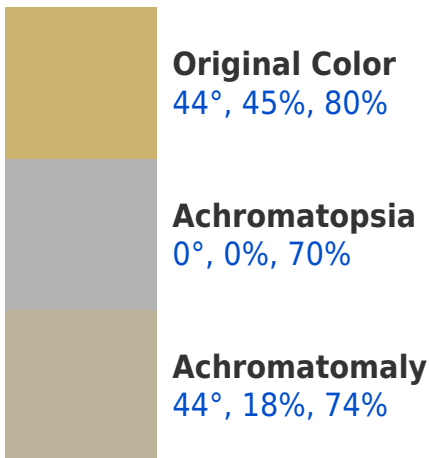 Original Color
44°, 45%, 80%
Achromatopsia
0°, 0%, 70%
Achromatomaly
44°, 18%, 74%